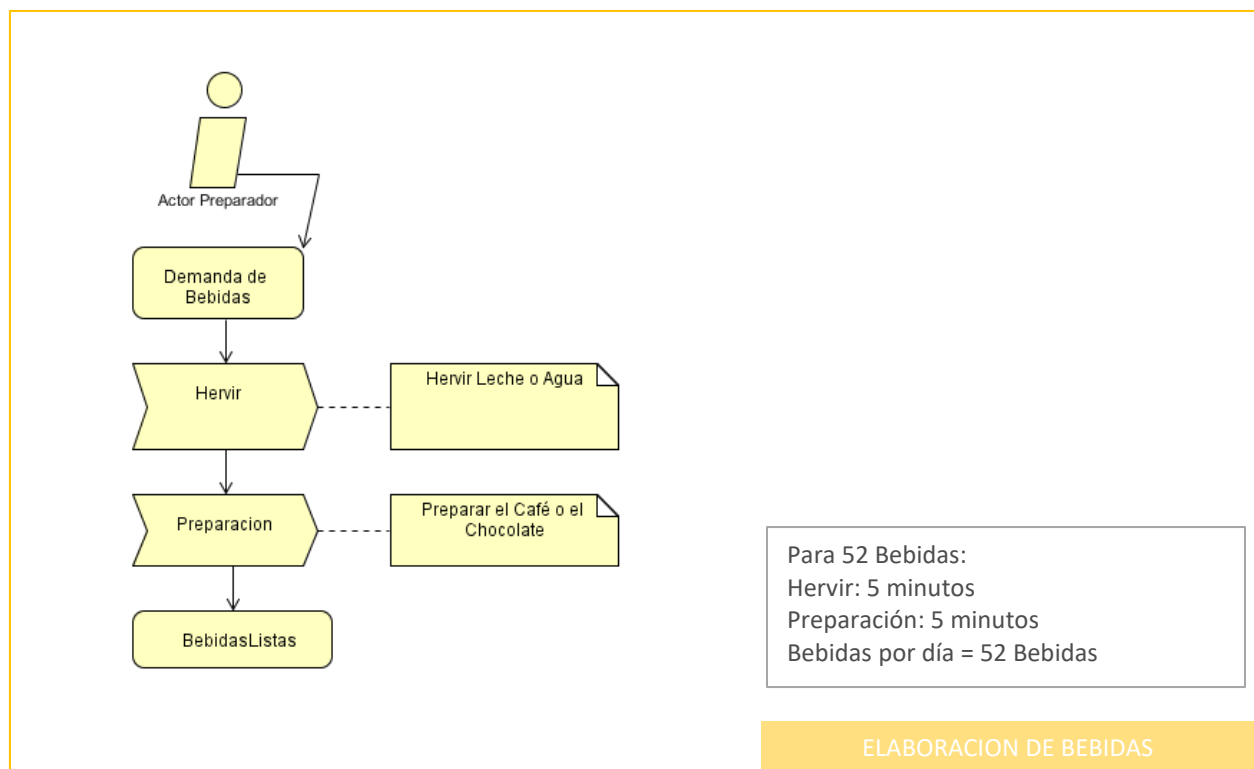 Actor Preparador
Demanda de
Bebidas
Hervir
Hervir Leche o Agua
Preparacion
Preparar el Café o el
Chocolate
BebidasListas
Para 52 Bebidas:
Hervir: 5 minutos
Preparación: 5 minutos
Bebidas por día = 52 Bebidas
ELABORACION DE BEBIDAS